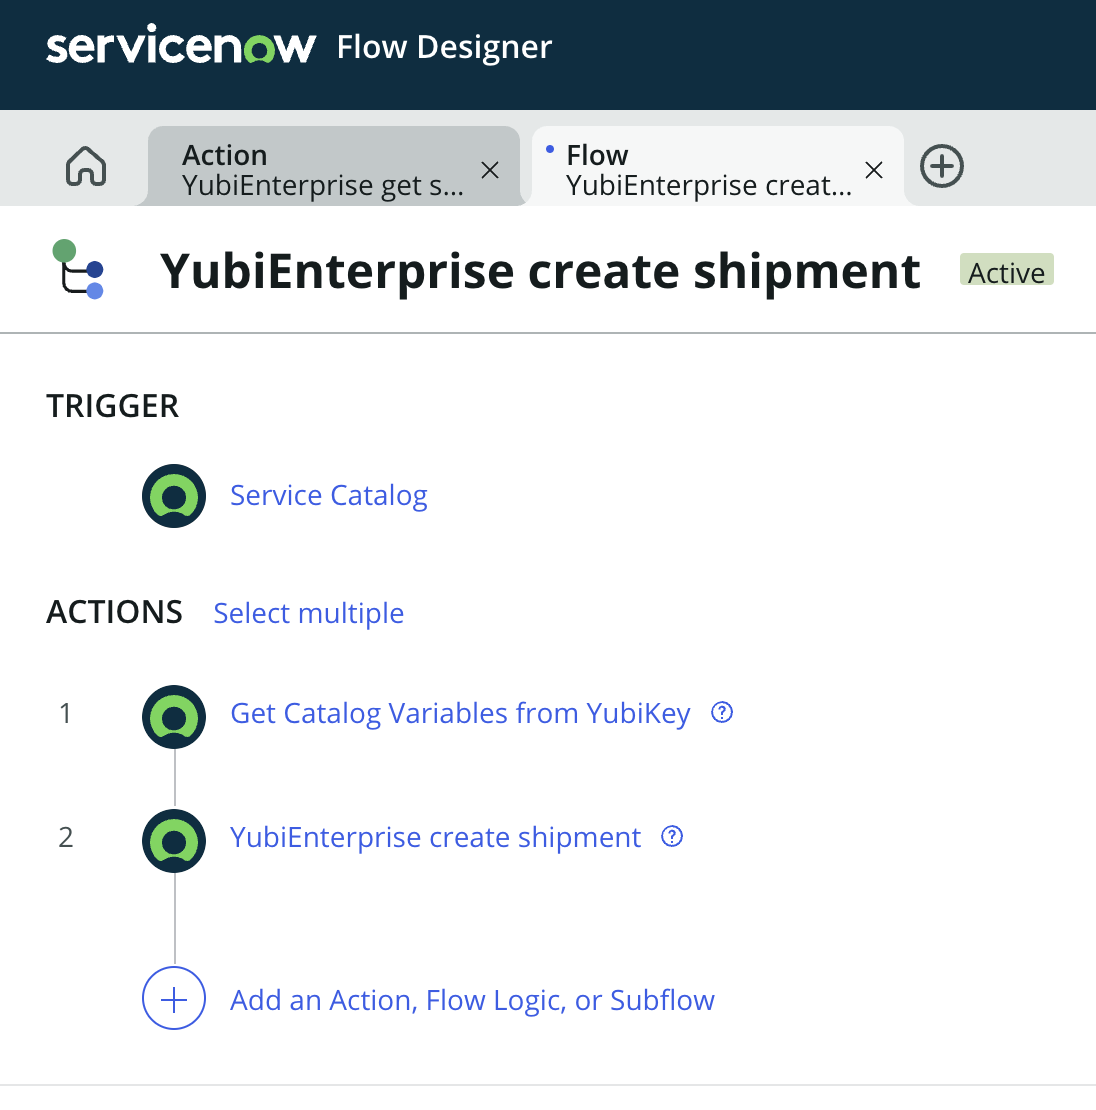 servicenow Flow Designer
Action
YubiEnterprise get s...
Flow
YubiEnterprise creat...
YubiEnterprise create shipment Active
TRIGGER
Service Catalog
ACTIONS Select multiple
1 Get Catalog Variables from YubiKey ?
2 YubiEnterprise create shipment ?
Add an Action, Flow Logic, or Subflow